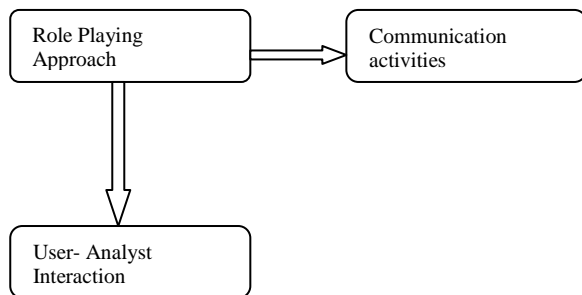 Role Playing
Approach
Communication
activities
User- Analyst
Interaction